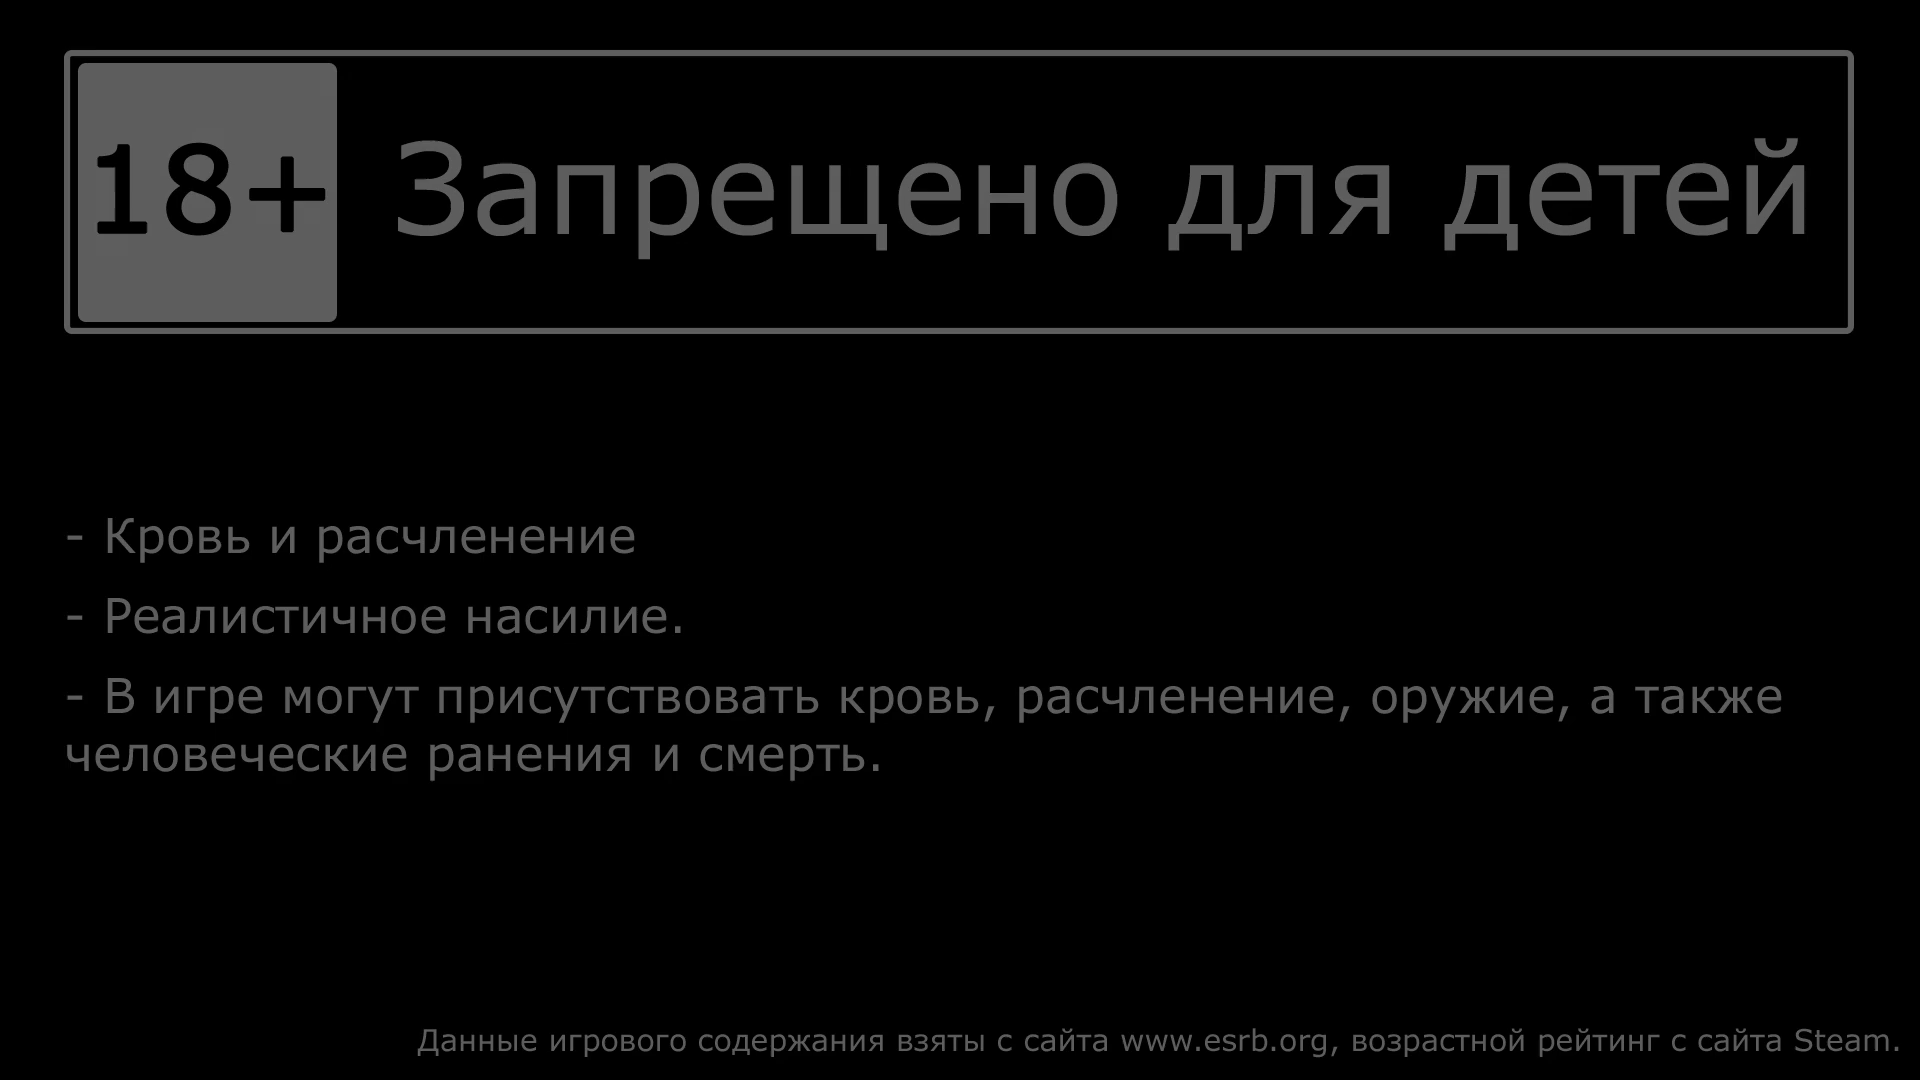 18+ Запрещено для детей
- Кровь и расчленение
- Реалистичное насилие.
- В игре могут присутствовать кровь, расчленение, оружие, а также
человеческие ранения и смерть.
Данные игрового содержания взяты с сайта www.esrb.org, возрастной рейтинг с сайта Steam.